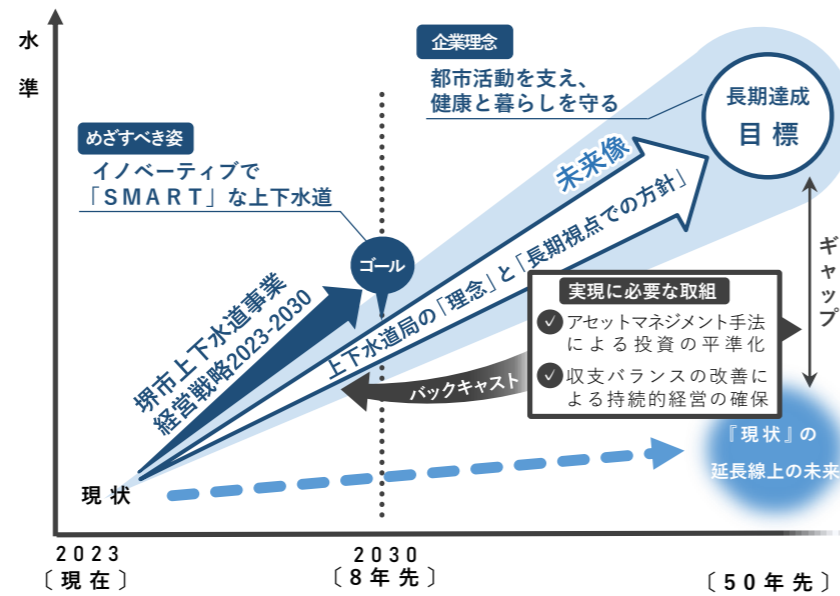 水準
企業理念
都市活動を支え、
健康と暮らしを守る
長期達成
目標
めざすべき姿
イノベーティブで
「SMART」な上下水道
未来像
ゴール
堺市上下水道事業
経営戦略2023-2030
上下水道局の「理念」と「長期視点での方針」
ギャップ
実現に必要な取組
アセットマネジメント手法
による投資の平準化
収支バランスの改善に
よる持続的経営の確保
バックキャスト
『現状』の
延長線上の未来
現状
2023
〔現在〕
2030
〔8年先〕
〔50年先〕